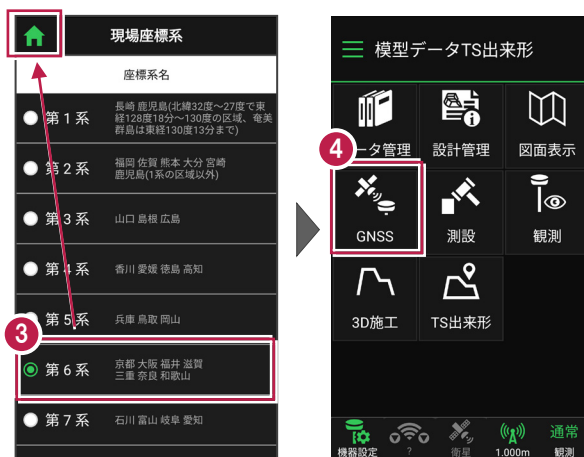 現場座標系
座標系名
第1系
長崎 鹿児島(北緯32度～27度で東
経128度18分～130度の区域、奄美
群島は東経130度13分まで)
第2系
福岡 佐賀 熊本 大分 宮崎
鹿児島(1系の区域以外)
第3系
山口 島根 広島
第4系
香川 愛媛 徳島 高知
第5系
兵庫 鳥取 岡山
3
第6系
京都 大阪 福井 滋賀
三重 奈良 和歌山
第7系
石川 富山 岐阜 愛知
模型データTS出来形
4
ータ管理
設計管理
図面表示
GNSS
測設
観測
3D施工
TS出来形
機器設定
?
衛星
1.000m
通常
観測